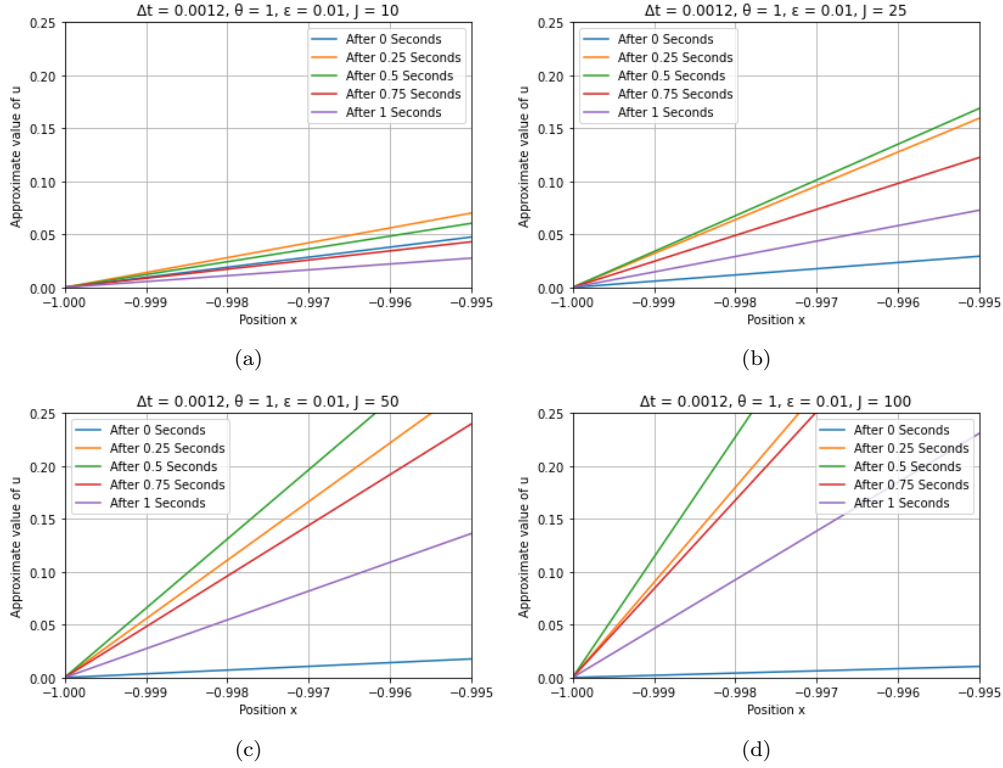 Δt = 0.0012, θ = 1, ε = 0.01, J = 10
0.25
0.20
0.15
0.10
0.05
0.00
Approximate value of u
After 0 Seconds
After 0.25 Seconds
After 0.5 Seconds
After 0.75 Seconds
After 1 Seconds
−1.000 −0.999 −0.998 −0.997 −0.996 −0.995
Position x
(a)
Δt = 0.0012, θ = 1, ε = 0.01, J = 25
0.25
0.20
0.15
0.10
0.05
0.00
Approximate value of u
After 0 Seconds
After 0.25 Seconds
After 0.5 Seconds
After 0.75 Seconds
After 1 Seconds
−1.000 −0.999 −0.998 −0.997 −0.996 −0.995
Position x
(b)
Δt = 0.0012, θ = 1, ε = 0.01, J = 50
0.25
0.20
0.15
0.10
0.05
0.00
Approximate value of u
After 0 Seconds
After 0.25 Seconds
After 0.5 Seconds
After 0.75 Seconds
After 1 Seconds
−1.000 −0.999 −0.998 −0.997 −0.996 −0.995
Position x
(c)
Δt = 0.0012, θ = 1, ε = 0.01, J = 100
0.25
0.20
0.15
0.10
0.05
0.00
Approximate value of u
After 0 Seconds
After 0.25 Seconds
After 0.5 Seconds
After 0.75 Seconds
After 1 Seconds
−1.000 −0.999 −0.998 −0.997 −0.996 −0.995
Position x
(d)